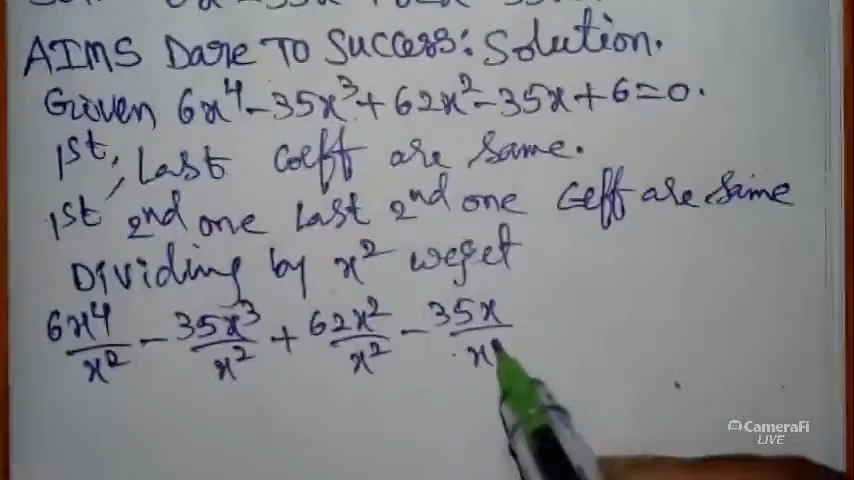 AIMS Dare To Success: Solution.
Given 6x⁴ - 35x³ + 62x² - 35x + 6 = 0.
1st, Last Coeff are same.
1st 2nd one Last 2nd one Coeff are Same
Dividing by x² weget
6x⁴/x² - 35x³/x² + 62x²/x² - 35x/x
CameraFi
LIVE